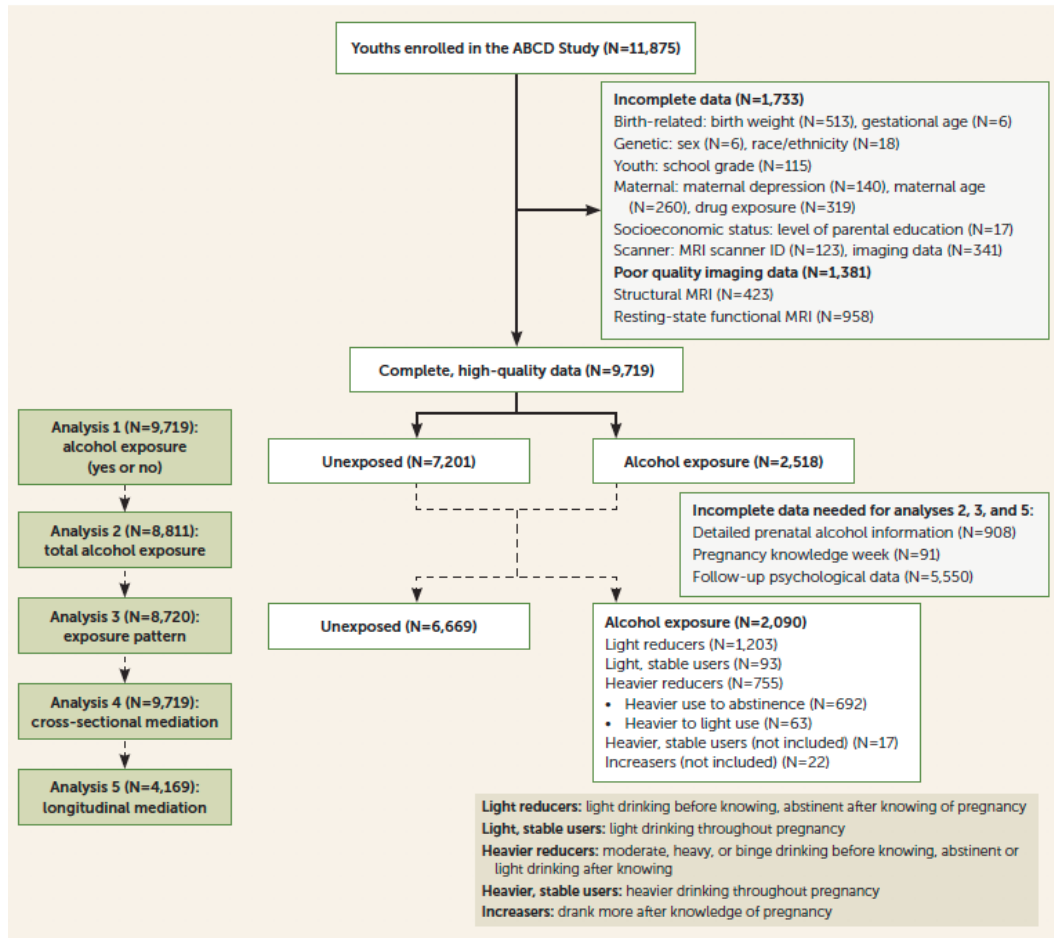 Youths enrolled in the ABCD Study (N=11,875)
Incomplete data (N=1,733)
Birth-related: birth weight (N=513), gestational age (N=6)
Genetic: sex (N=6), race/ethnicity (N=18)
Youth: school grade (N=115)
Maternal: maternal depression (N=140), maternal age
(N=260), drug exposure (N=319)
Socioeconomic status: level of parental education (N=17)
Scanner: MRI scanner ID (N=123), imaging data (N=341)
Poor quality imaging data (N=1,381)
Structural MRI (N=423)
Resting-state functional MRI (N=958)
Complete, high-quality data (N=9,719)
Unexposed (N=7,201)
Alcohol exposure (N=2,518)
Incomplete data needed for analyses 2, 3, and 5:
Detailed prenatal alcohol information (N=908)
Pregnancy knowledge week (N=91)
Follow-up psychological data (N=5,550)
Unexposed (N=6,669)
Alcohol exposure (N=2,090)
Light reducers (N=1,203)
Light, stable users (N=93)
Heavier reducers (N=755)
• Heavier use to abstinence (N=692)
• Heavier to light use (N=63)
Heavier, stable users (not included) (N=17)
Increasers (not included) (N=22)
Analysis 1 (N=9,719):
alcohol exposure
(yes or no)
Analysis 2 (N=8,811):
total alcohol exposure
Analysis 3 (N=8,720):
exposure pattern
Analysis 4 (N=9,719):
cross-sectional mediation
Analysis 5 (N=4,169):
longitudinal mediation
Light reducers: light drinking before knowing, abstinent after knowing of pregnancy
Light, stable users: light drinking throughout pregnancy
Heavier reducers: moderate, heavy, or binge drinking before knowing, abstinent or
light drinking after knowing
Heavier, stable users: heavier drinking throughout pregnancy
Increasers: drank more after knowledge of pregnancy